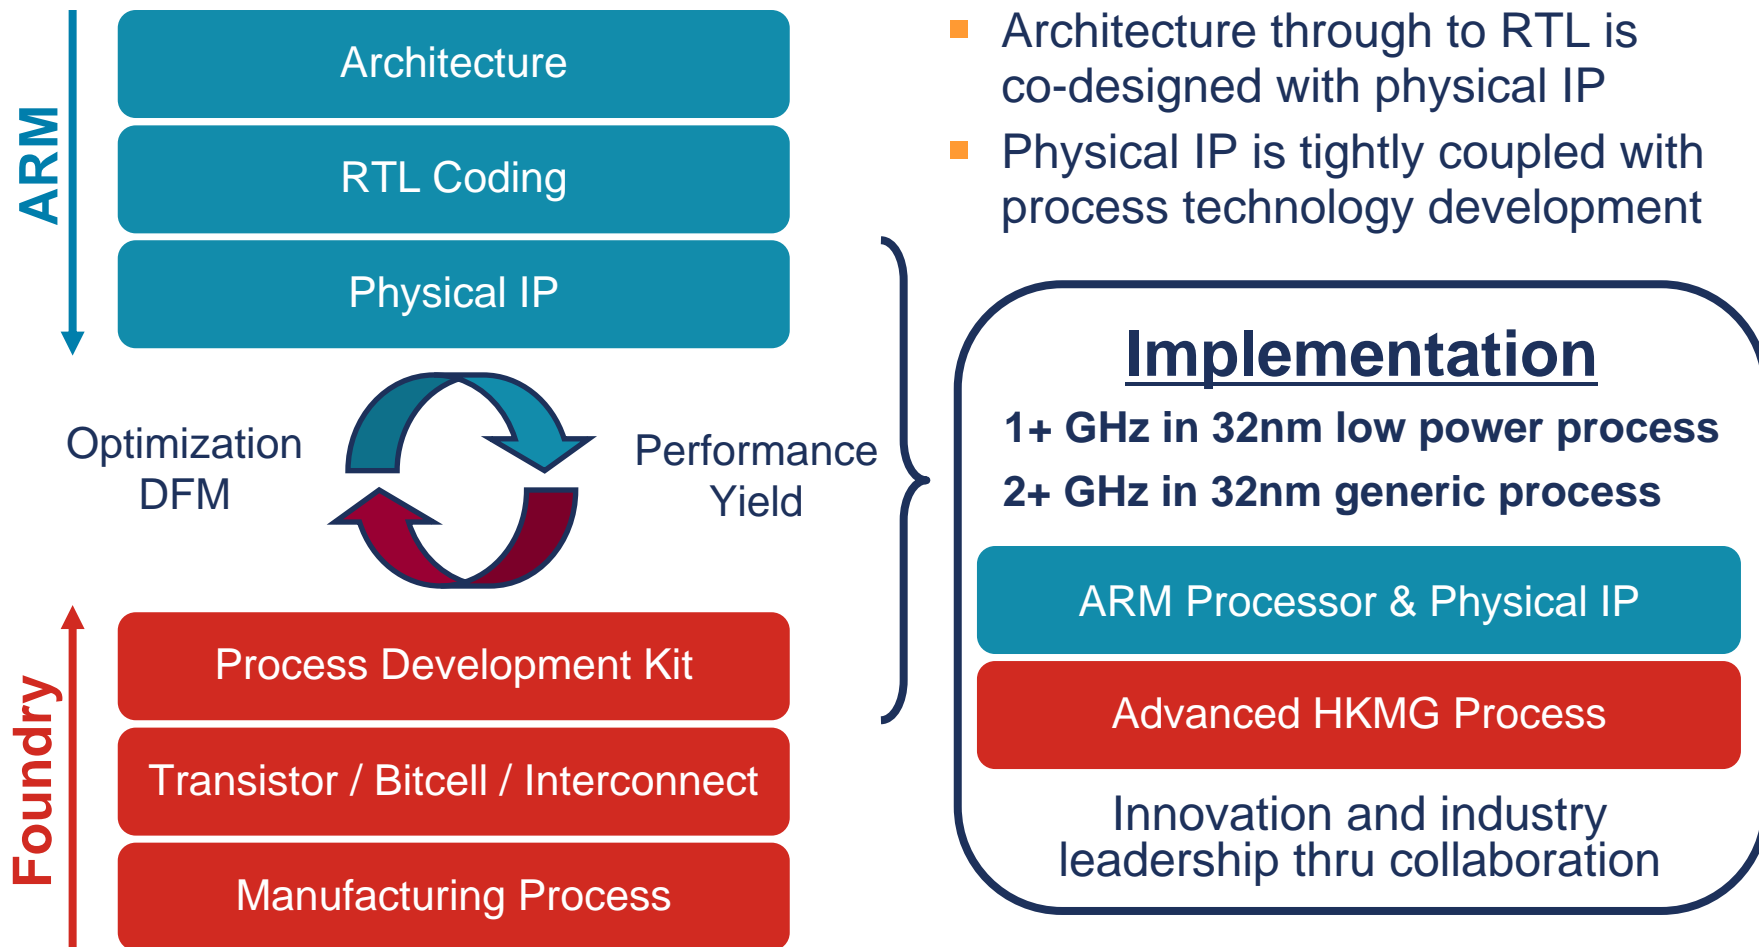 ARM
Architecture
RTL Coding
Physical IP
Optimization
DFM
Performance
Yield
Foundry
Process Development Kit
Transistor / Bitcell / Interconnect
Manufacturing Process
Architecture through to RTL is
co-designed with physical IP
Physical IP is tightly coupled with
process technology development
Implementation
1+ GHz in 32nm low power process
2+ GHz in 32nm generic process
ARM Processor & Physical IP
Advanced HKMG Process
Innovation and industry
leadership thru collaboration